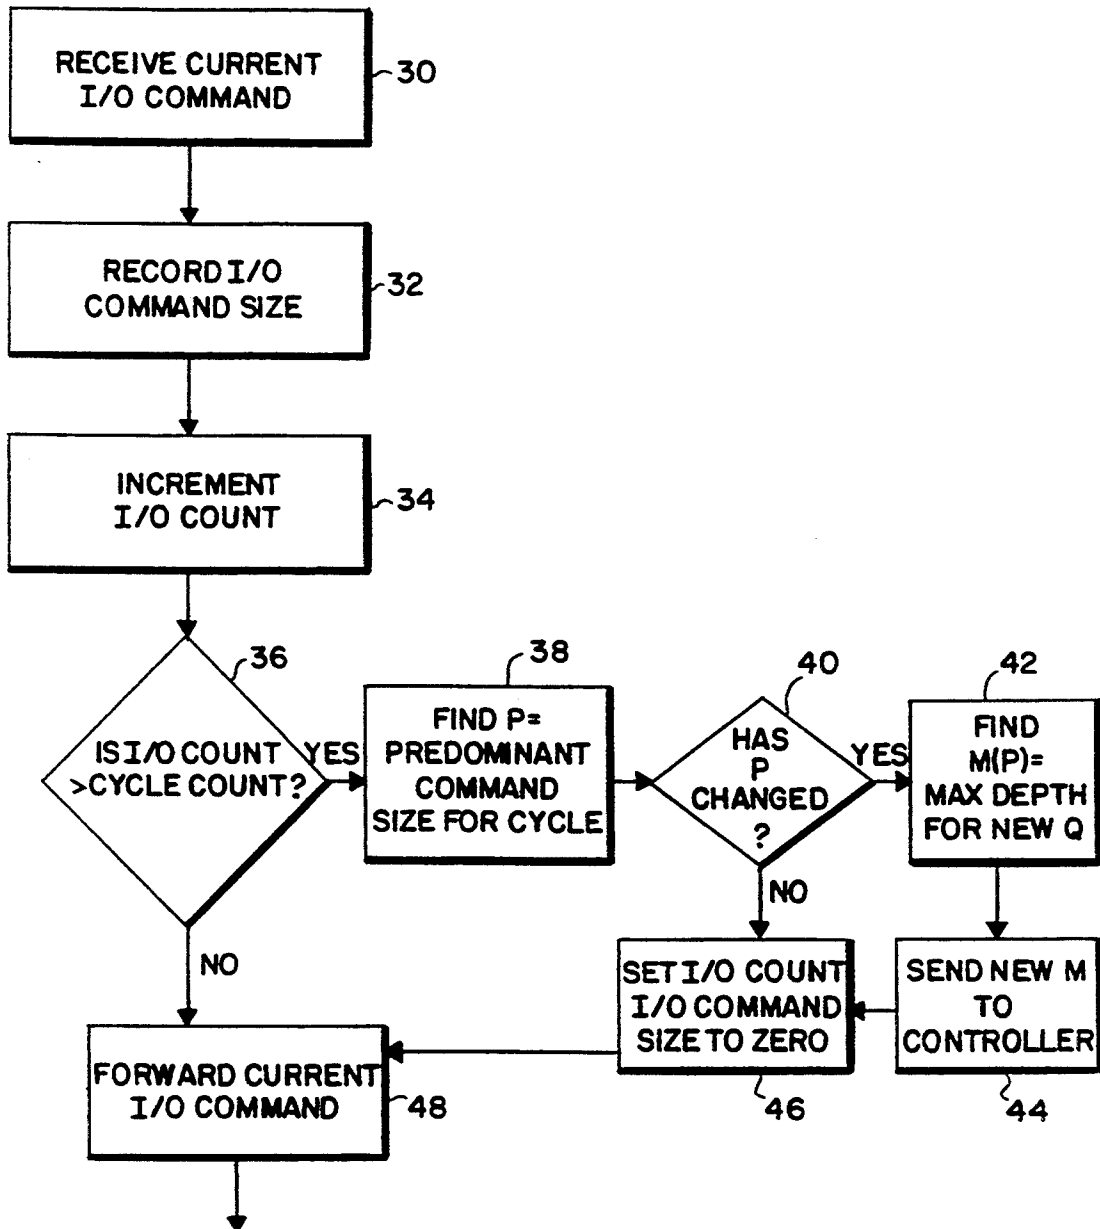 RECEIVE CURRENT
I/O COMMAND
30
RECORD I/O
COMMAND SIZE
32
INCREMENT
I/O COUNT
34
36
IS I/O COUNT
>CYCLE COUNT?
YES
NO
38
FIND P=
PREDOMINANT
COMMAND
SIZE FOR CYCLE
40
HAS
P
CHANGED
?
YES
NO
42
FIND
M(P)=
MAX DEPTH
FOR NEW Q
SET I/O COUNT
I/O COMMAND
SIZE TO ZERO
46
SEND NEW M
TO
CONTROLLER
44
FORWARD CURRENT
I/O COMMAND
48